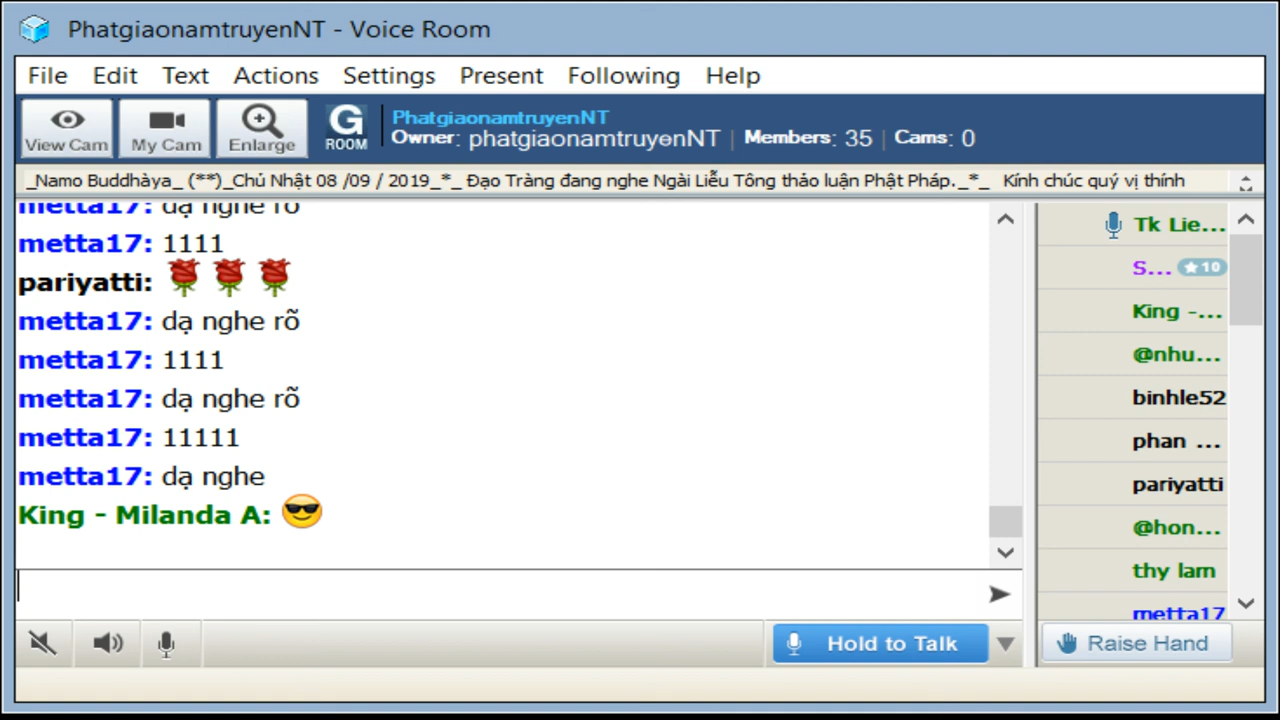 PhatgiaonamtruyenNT - Voice Room
File Edit Text Actions Settings Present Following Help
View Cam My Cam Enlarge G ROOM
PhatgiaonamtruyenNT
Owner: phatgiaonamtruyenNT | Members: 35 | Cams: 0
_Namo Buddhàya_ (**)_Chủ Nhật 08 /09 / 2019_*_ Đạo Tràng đang nghe Ngài Liễu Tông thảo luận Phật Pháp._*_ Kính chúc quý vị thính
metta17: dạ nghe rõ
metta17: 1111
pariyatti:
metta17: dạ nghe rõ
metta17: 1111
metta17: dạ nghe rõ
metta17: 11111
metta17: dạ nghe
King - Milanda A:
Tk Lie...
S... 10
King -...
@nhu...
binhle52
phan ...
pariyatti
@hon...
thy lam
metta17
Hold to Talk
Raise Hand